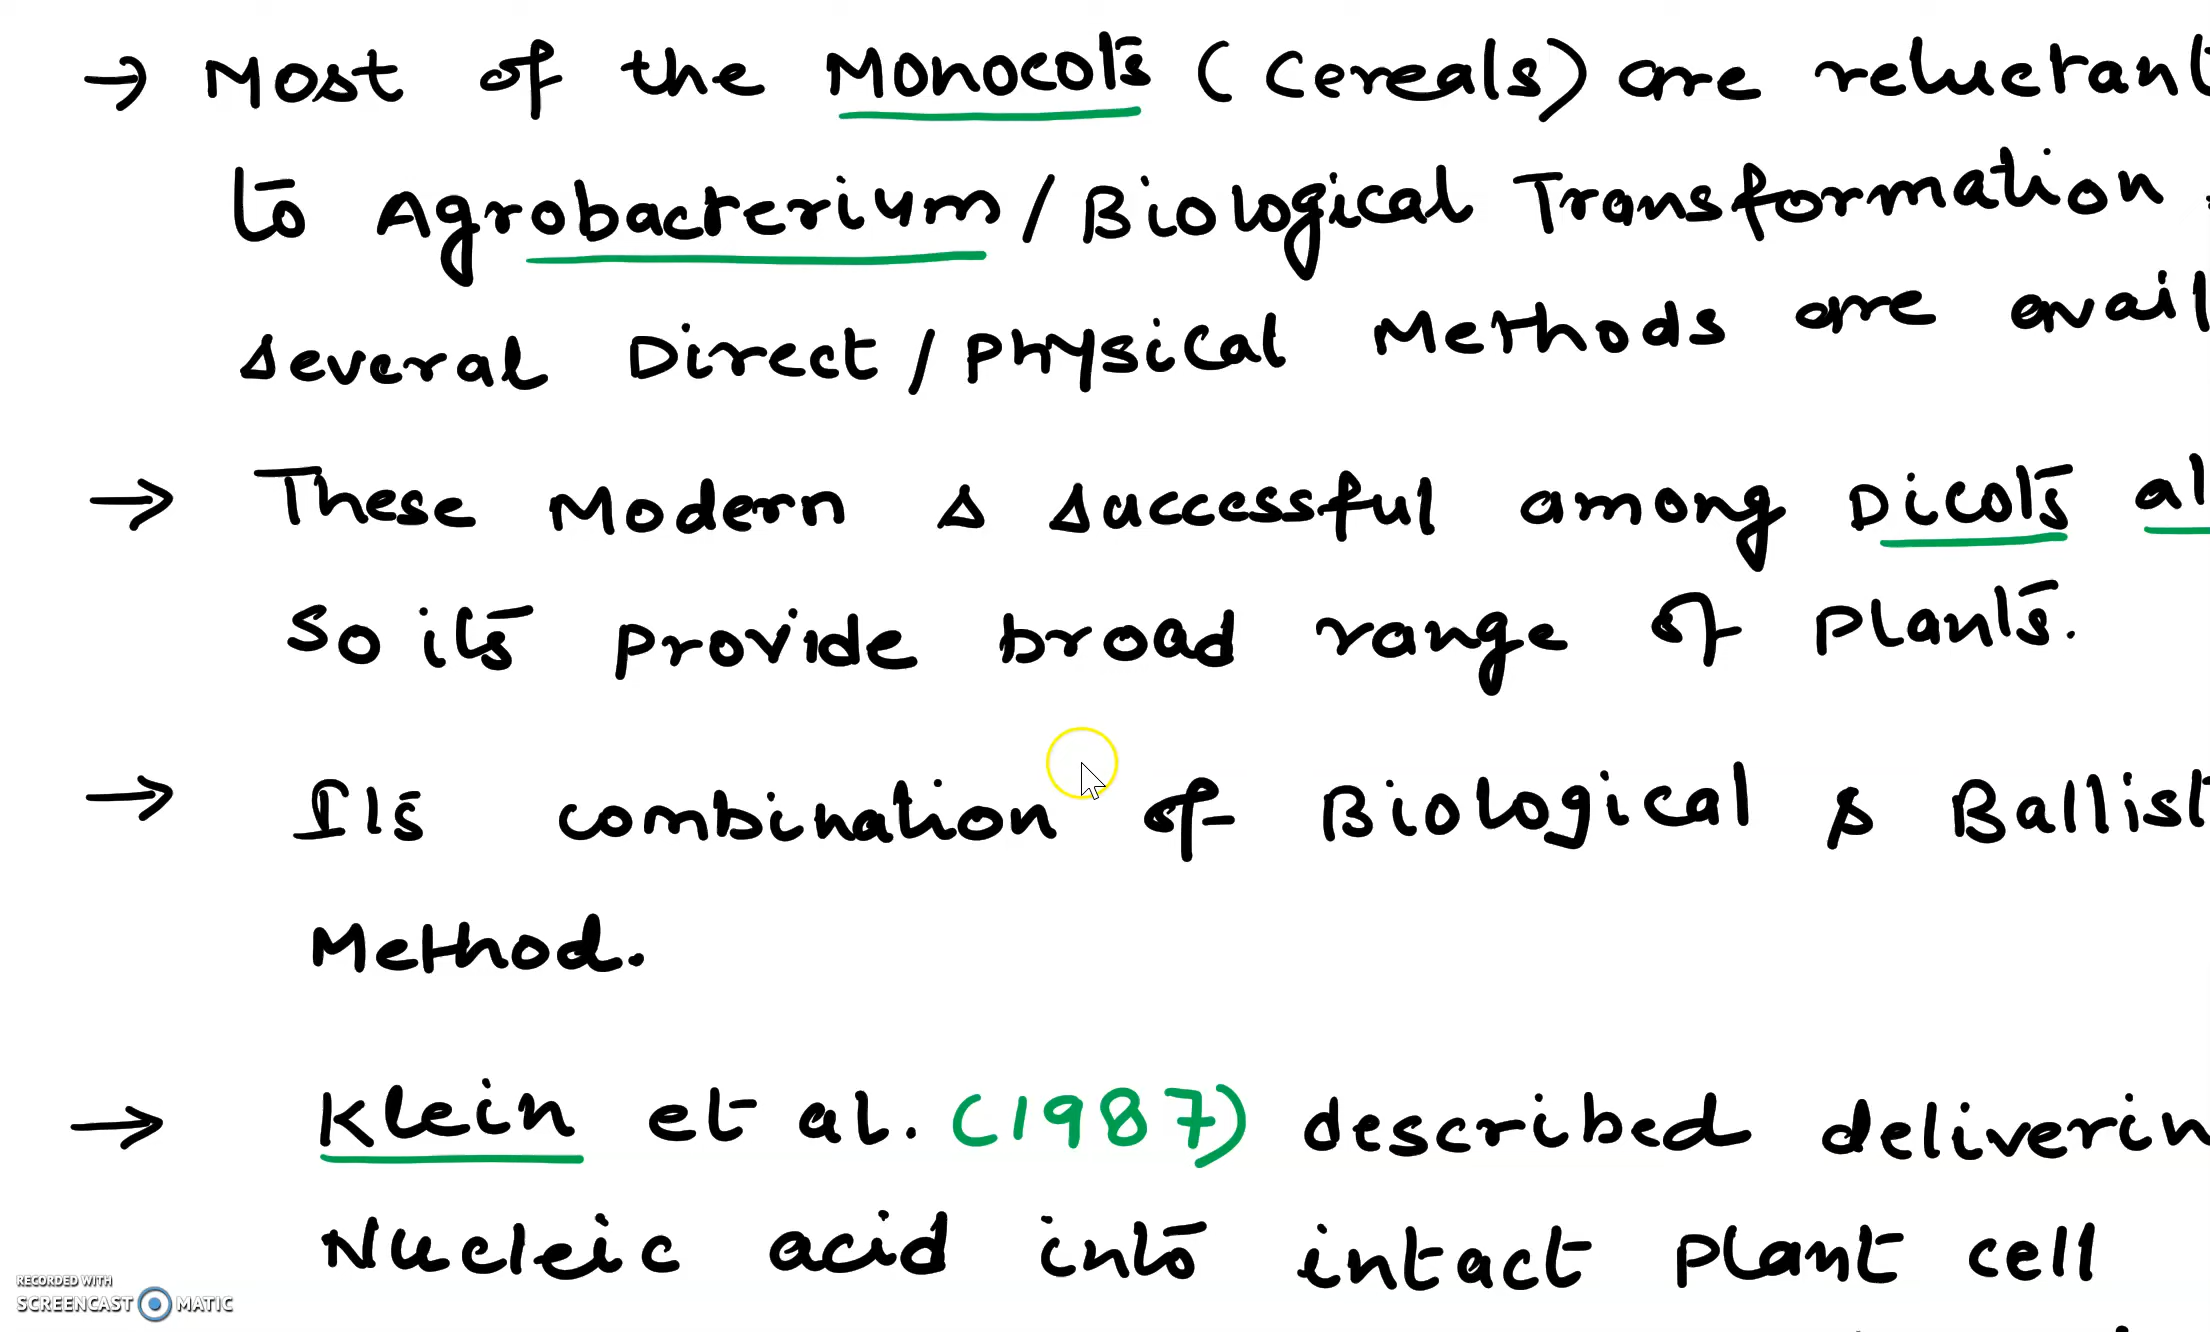 → Most of the Monocots (Cereals) are reluctant
to Agrobacterium / Biological Transformation.
several Direct / Physical Methods are avail
→ These Modern & successful among Dicots al
So its provide broad range of Plants.
→ Its combination of Biological & Ballist
Method.
→ Klein et al. (1987) described deliverin
Nucleic acid into intact plant cell
RECORDED WITH
SCREENCAST MATIC